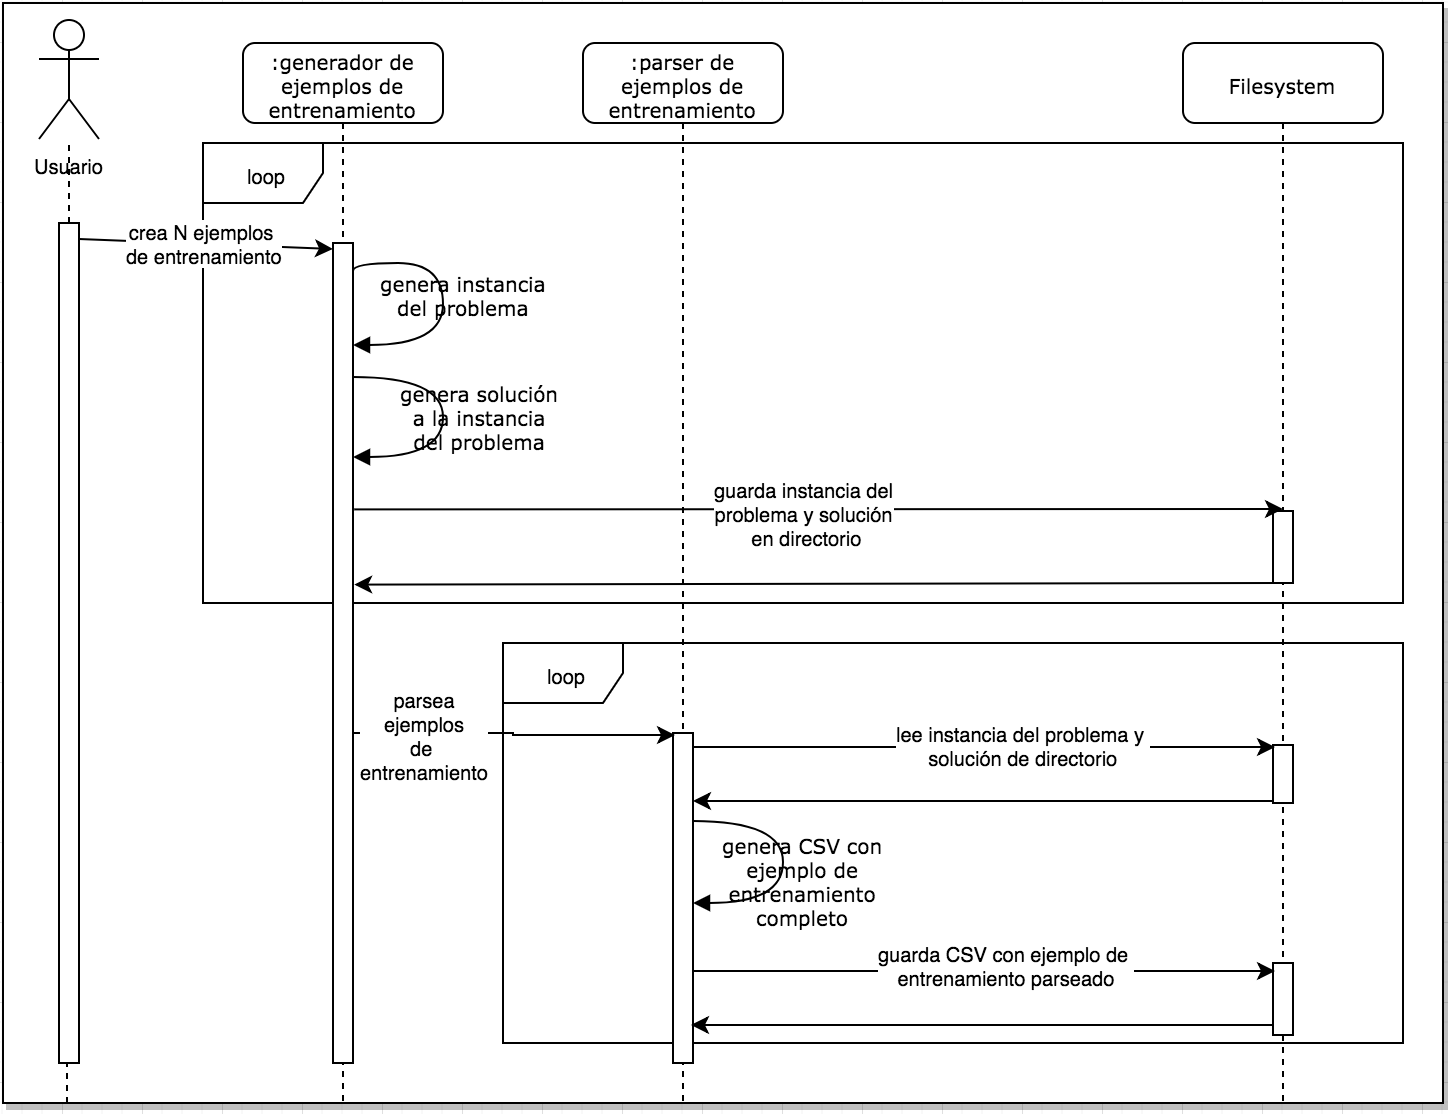 :generador de
ejemplos de
entrenamiento
:parser de
ejemplos de
entrenamiento
Filesystem
Usuario
loop
crea N ejemplos
de entrenamiento
genera instancia
del problema
genera solución
a la instancia
del problema
guarda instancia del
problema y solución
en directorio
loop
parsea
ejemplos
de
entrenamiento
lee instancia del problema y
solución de directorio
genera CSV con
ejemplo de
entrenamiento
completo
guarda CSV con ejemplo de
entrenamiento parseado